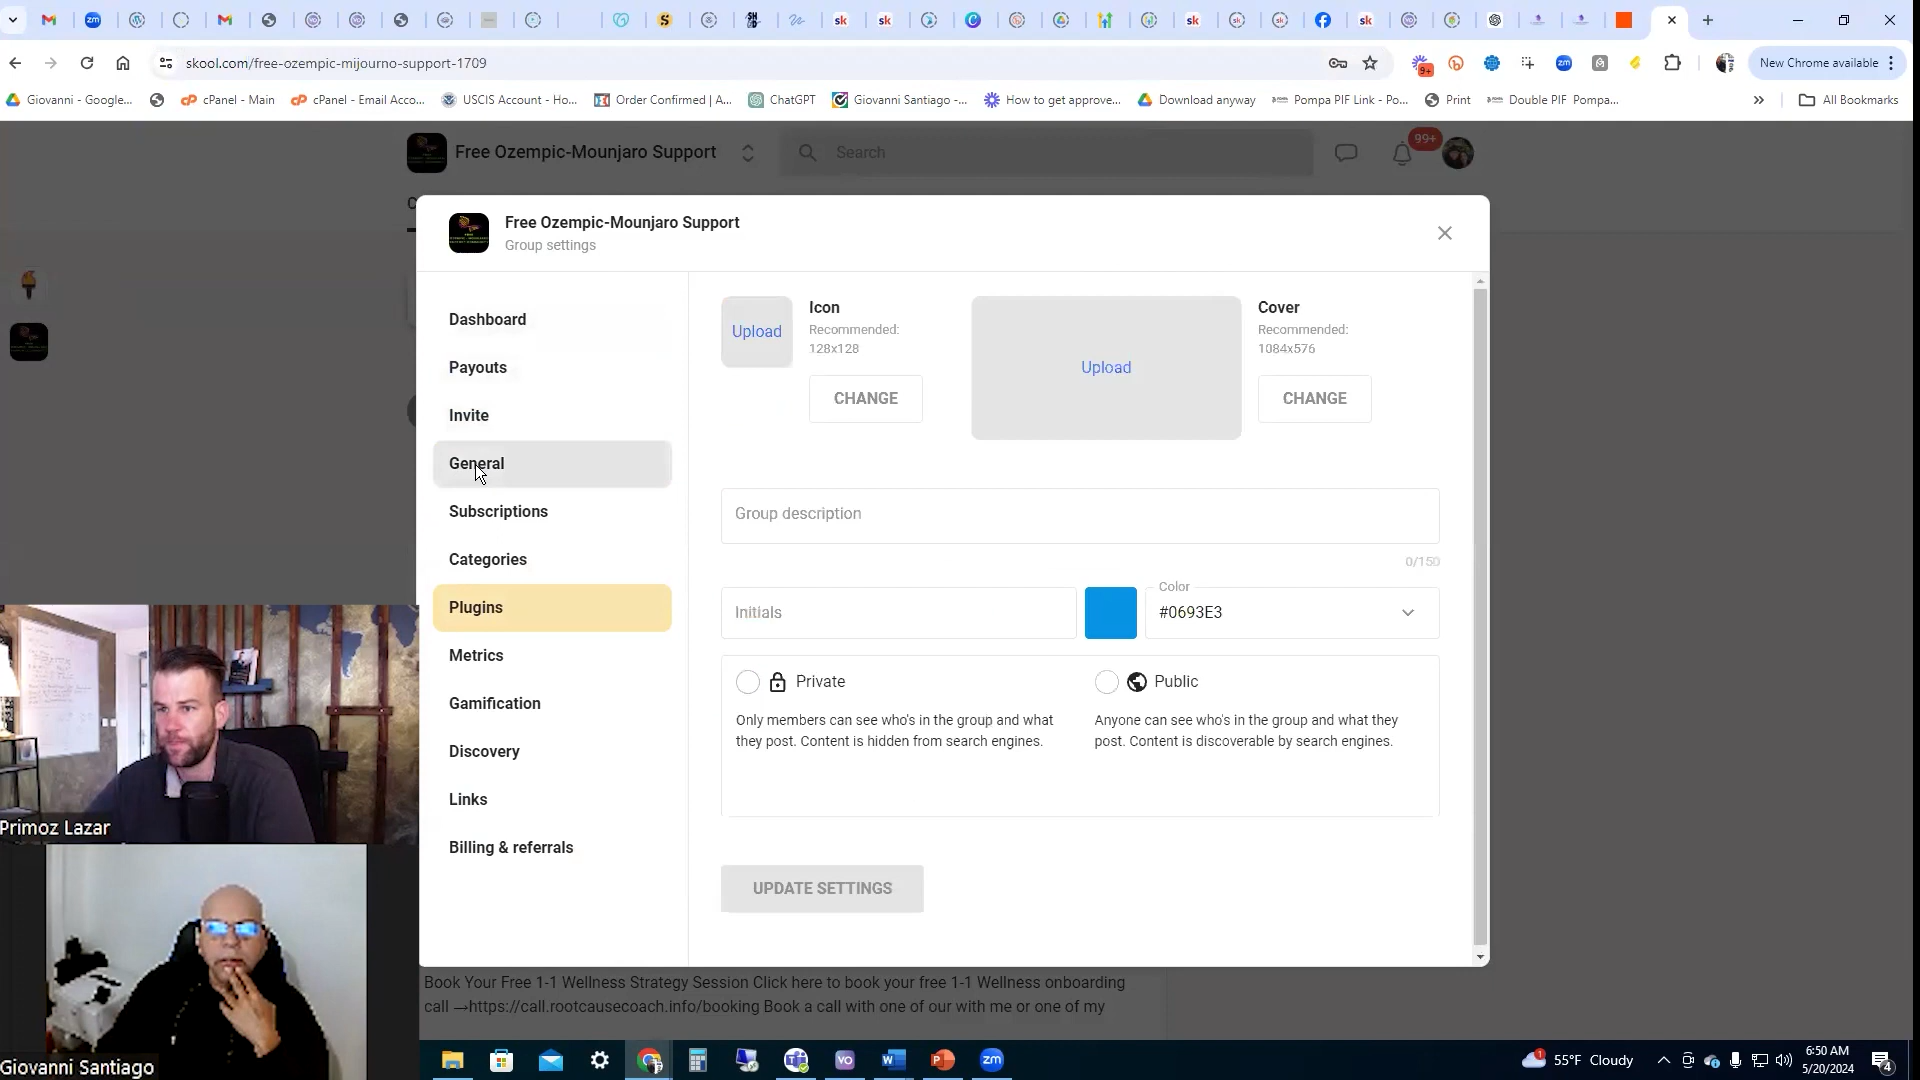 skool.com/free-ozempic-mijourno-support-1709
9+
New Chrome available
Giovanni - Google...
cPanel - Main
cPanel - Email Acco...
USCIS Account - Ho...
Order Confirmed | A...
ChatGPT
Giovanni Santiago -...
How to get approve...
Download anyway
Pompa PIF Link - Po...
Print
Double PIF Pompa...
All Bookmarks
Free Ozempic-Mounjaro Support
Search
99+
Free Ozempic-Mounjaro Support
Group settings
Dashboard
Payouts
Invite
General
Subscriptions
Categories
Plugins
Metrics
Gamification
Discovery
Links
Billing & referrals
Upload
Icon
Recommended:
128x128
CHANGE
Upload
Cover
Recommended:
1084x576
CHANGE
Group description
0/150
Initials
Color
#0693E3
Private
Only members can see who's in the group and what
they post. Content is hidden from search engines.
Public
Anyone can see who's in the group and what they
post. Content is discoverable by search engines.
UPDATE SETTINGS
Primoz Lazar
Giovanni Santiago
Book Your Free 1-1 Wellness Strategy Session Click here to book your free 1-1 Wellness onboarding
call →https://call.rootcausecoach.info/booking Book a call with one of our with me or one of my
55°F Cloudy
6:50 AM
5/20/2024
4